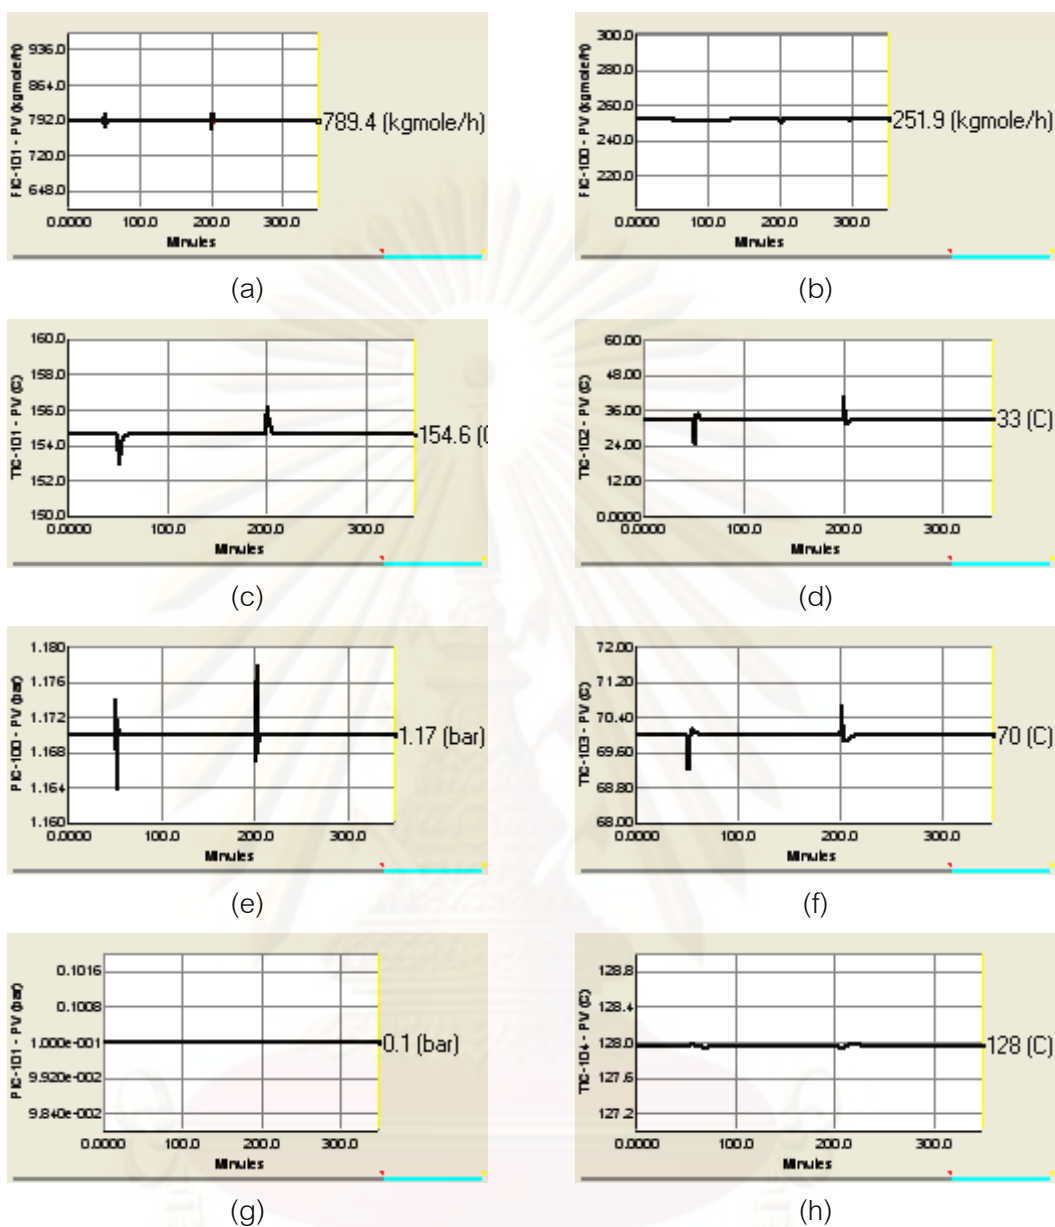 FIC-101 - PV (kgmole/h)
936.0
864.0
792.0
720.0
648.0
789.4 (kgmole/h)
0.0000 100.0 200.0 300.0
Minutes
(a)
FIC-100 - PV (kgmole/h)
300.0
280.0
260.0
240.0
220.0
251.9 (kgmole/h)
0.0000 100.0 200.0 300.0
Minutes
(b)
TIC-101 - PV (C)
160.0
158.0
156.0
154.0
152.0
150.0
154.6 (C
0.0000 100.0 200.0 300.0
Minutes
(c)
TIC-102 - PV (C)
60.00
48.00
36.00
24.00
12.00
0.0000
33 (C)
0.0000 100.0 200.0 300.0
Minutes
(d)
PIC-100 - PV (bar)
1.180
1.176
1.172
1.168
1.164
1.160
1.17 (bar)
0.0000 100.0 200.0 300.0
Minutes
(e)
TIC-103 - PV (C)
72.00
71.20
70.40
69.60
68.80
68.00
70 (C)
0.0000 100.0 200.0 300.0
Minutes
(f)
PIC-101 - PV (bar)
0.1016
0.1008
1.000e-001
9.920e-002
9.840e-002
0.1 (bar)
0.0000 100.0 200.0 300.0
Minutes
(g)
TIC-104 - PV (C)
128.8
128.4
128.0
127.6
127.2
128 (C)
0.0000 100.0 200.0 300.0
Minutes
(h)